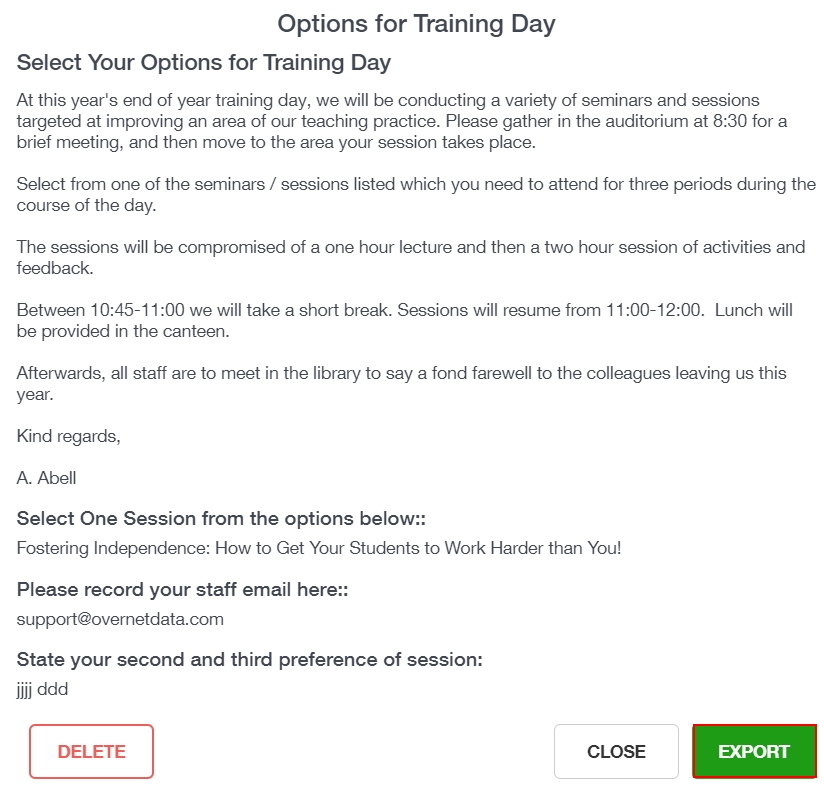 Options for Training Day
Select Your Options for Training Day
At this year's end of year training day, we will be conducting a variety of seminars and sessions
targeted at improving an area of our teaching practice. Please gather in the auditorium at 8:30 for a
brief meeting, and then move to the area your session takes place.
Select from one of the seminars / sessions listed which you need to attend for three periods during the
course of the day.
The sessions will be compromised of a one hour lecture and then a two hour session of activities and
feedback.
Between 10:45-11:00 we will take a short break. Sessions will resume from 11:00-12:00.  Lunch will
be provided in the canteen.
Afterwards, all staff are to meet in the library to say a fond farewell to the colleagues leaving us this
year.
Kind regards,
A. Abell
Select One Session from the options below::
Fostering Independence: How to Get Your Students to Work Harder than You!
Please record your staff email here::
support@overnetdata.com
State your second and third preference of session:
jjjj ddd
DELETE CLOSE EXPORT